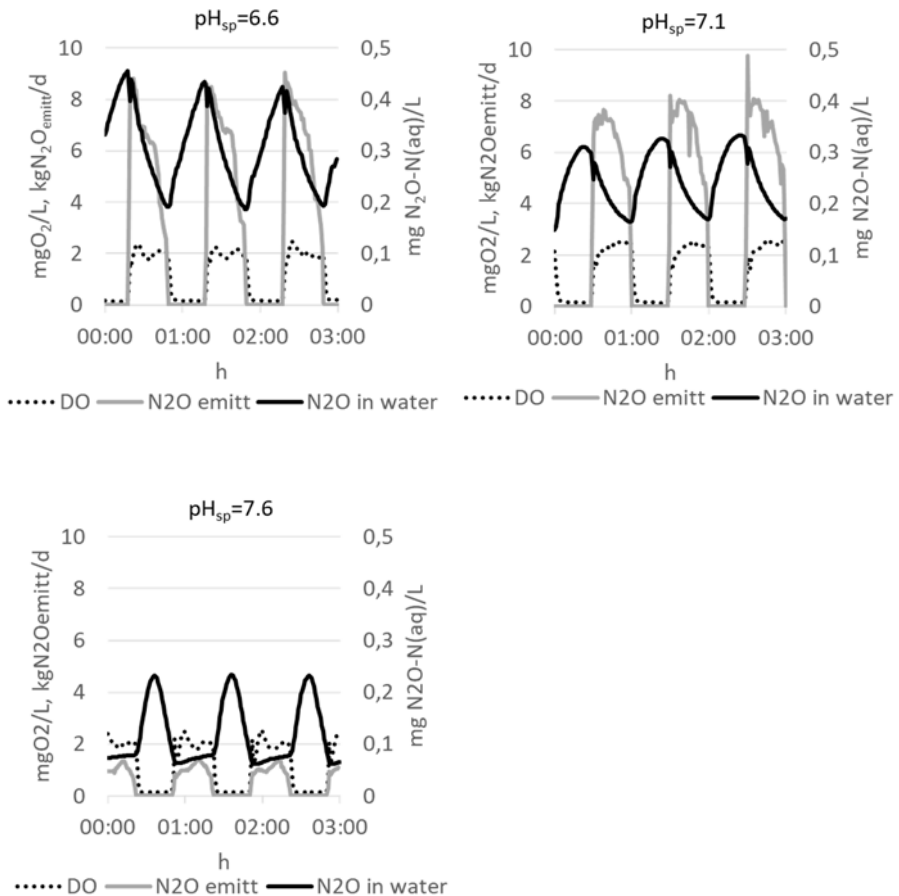 pHsp=6.6
10
8
6
4
2
0
mgO2/L, kgN2Oemitt/d
0,5
0,4
0,3
0,2
0,1
0
mg N2O-N(aq)/L
00:00 01:00 02:00 03:00
h
DO N2O emitt N2O in water
pHsp=7.1
10
8
6
4
2
0
mgO2/L, kgN2Oemitt/d
0,5
0,4
0,3
0,2
0,1
0
mg N2O-N(aq)/L
00:00 01:00 02:00 03:00
h
DO N2O emitt N2O in water
pHsp=7.6
10
8
6
4
2
0
mgO2/L, kgN2Oemitt/d
0,5
0,4
0,3
0,2
0,1
0
mg N2O-N(aq)/L
00:00 01:00 02:00 03:00
h
DO N2O emitt N2O in water